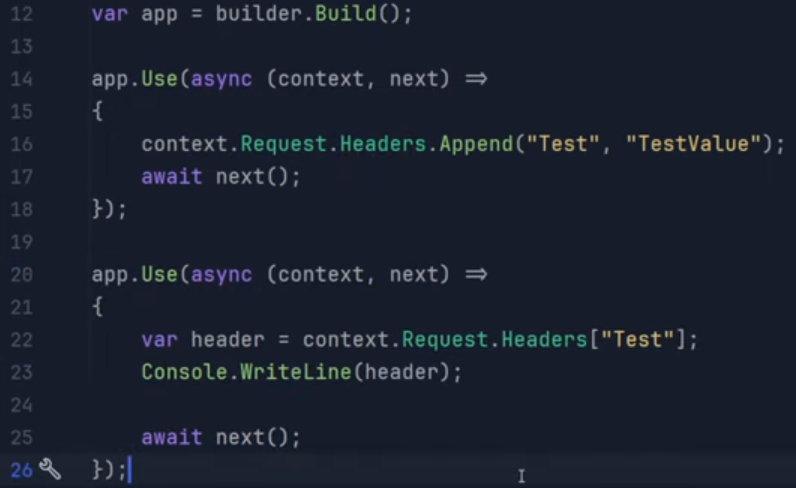 12 var app = builder.Build();
13
14 app.Use(async (context, next) =>
15 {
16     context.Request.Headers.Append("Test", "TestValue");
17     await next();
18 });
19
20 app.Use(async (context, next) =>
21 {
22     var header = context.Request.Headers["Test"];
23     Console.WriteLine(header);
24
25     await next();
26 });